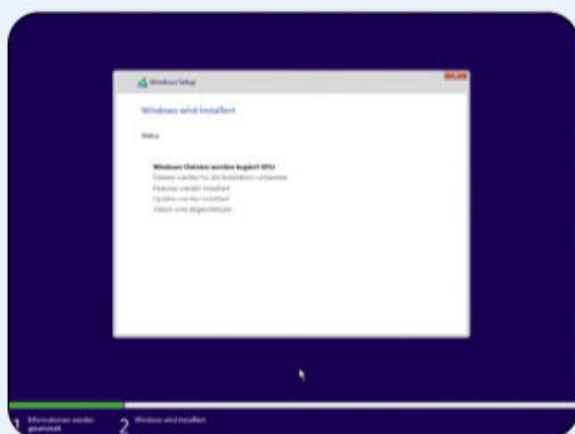 Windows Setup
Windows wird installiert
Status
Windows-Dateien werden kopiert (0%)
Dateien werden für die Installation vorbereitet
Features werden installiert
Updates werden installiert
Aktion wird abgeschlossen
1 Informationen werden
gesammelt
2 Windows wird installiert